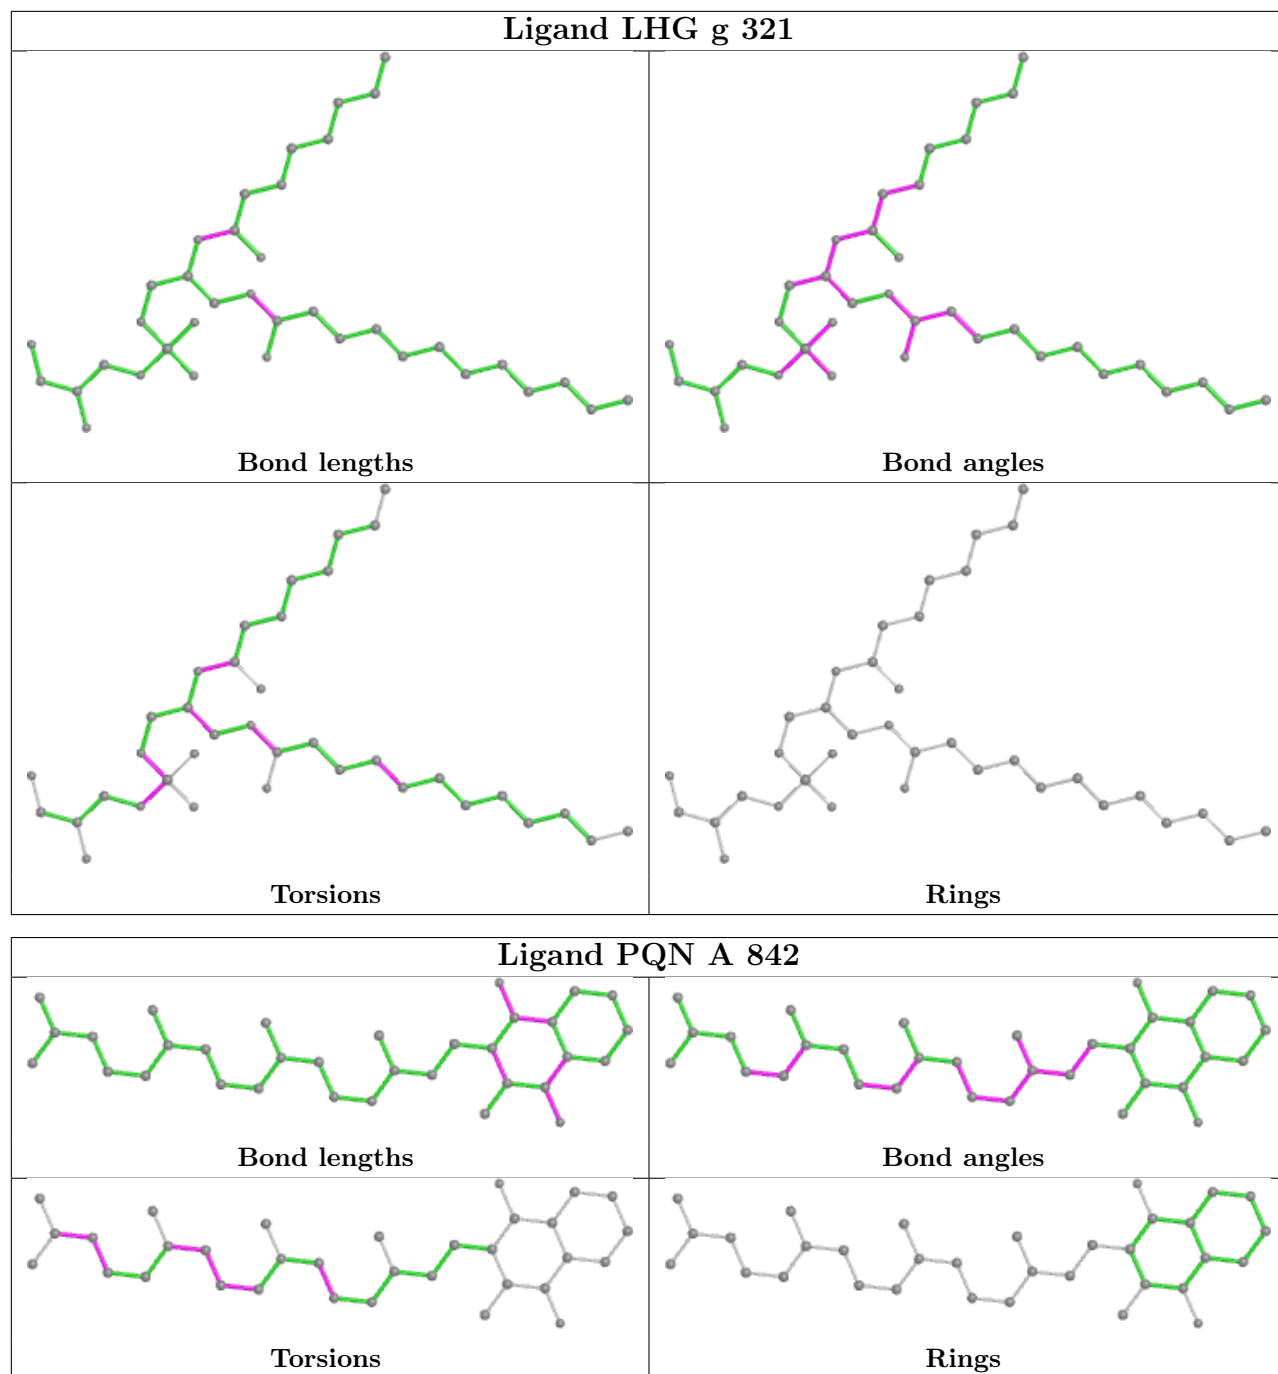 Ligand LHG g 321
Bond lengths
Bond angles
Torsions
Rings
Ligand PQN A 842
Bond lengths
Bond angles
Torsions
Rings